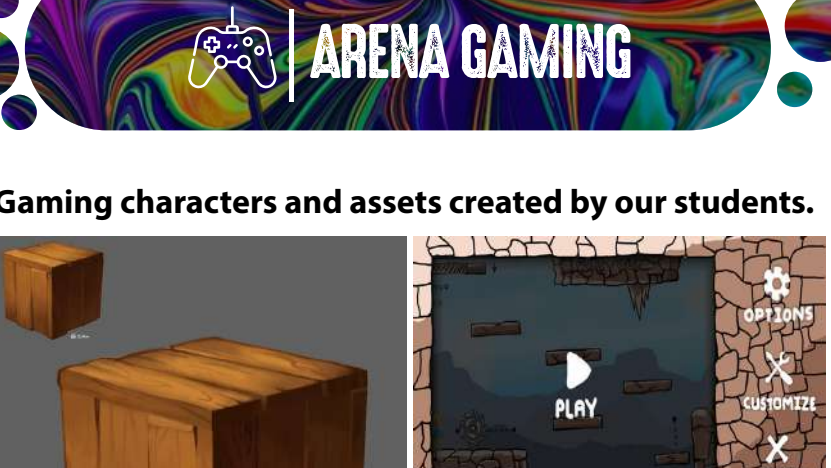 ARENA GAMING
Gaming characters and assets created by our students.
OPTIONS
CUSTOMIZE
PLAY